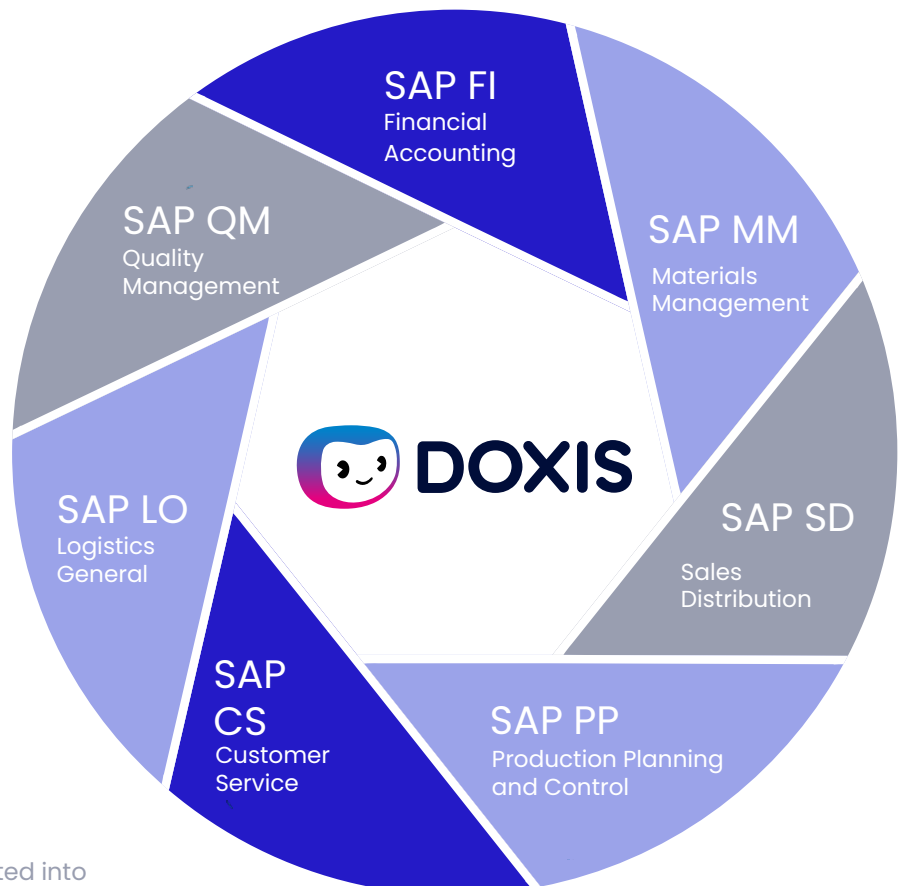 SAP FI
Financial
Accounting
SAP MM
Materials
Management
SAP QM
Quality
Management
DOXIS
SAP LO
Logistics
General
SAP SD
Sales
Distribution
SAP
CS
Customer
Service
SAP PP
Production Planning
and Control
into